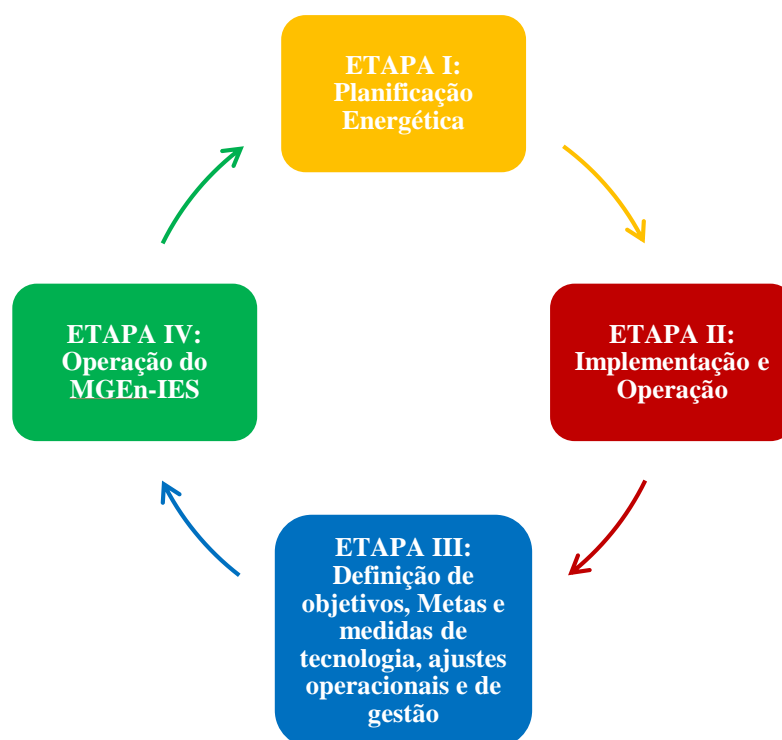 ETAPA I:
Planificação
Energética
ETAPA IV:
Operação do
MGEn-IES
ETAPA II:
Implementação e
Operação
ETAPA III:
Definição de
objetivos, Metas e
medidas de
tecnologia, ajustes
operacionais e de
gestão